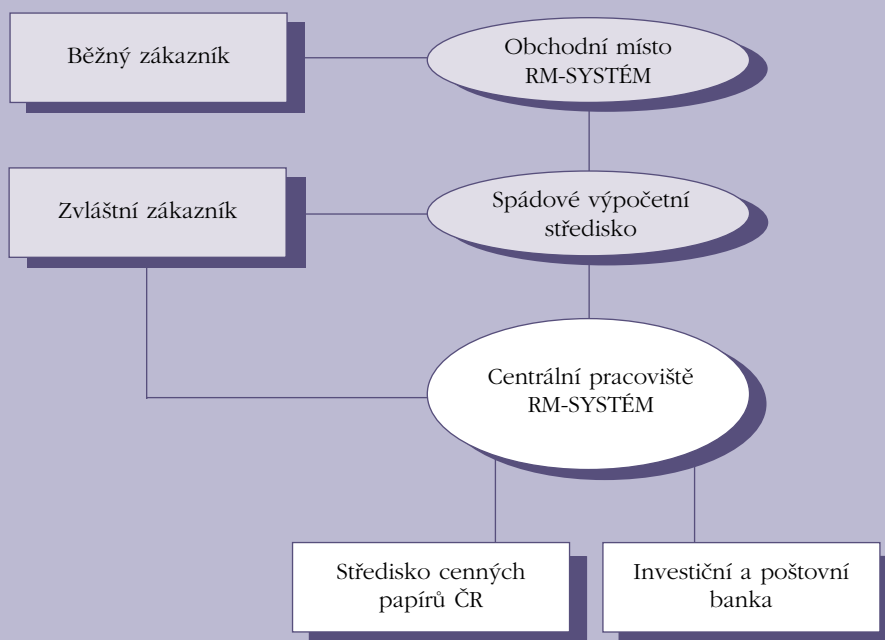 Běžný zákazník
Obchodní místo
RM-SYSTÉM
Zvláštní zákazník
Spádové výpočetní
středisko
Centrální pracoviště
RM-SYSTÉM
Středisko cenných
papírů ČR
Investiční a poštovní
banka